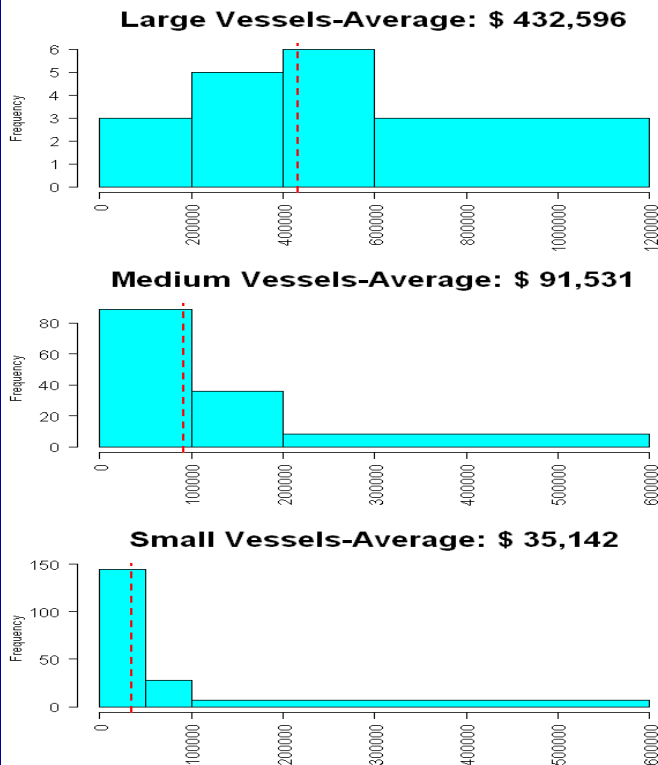 Large Vessels-Average: $ 432,596
Frequency
6
5
4
3
2
1
0
0 200000 400000 600000 800000 1000000 1200000
Medium Vessels-Average: $ 91,531
Frequency
80
60
40
20
0
0 100000 200000 300000 400000 500000 600000
Small Vessels-Average: $ 35,142
Frequency
150
100
50
0
0 100000 200000 300000 400000 500000 600000